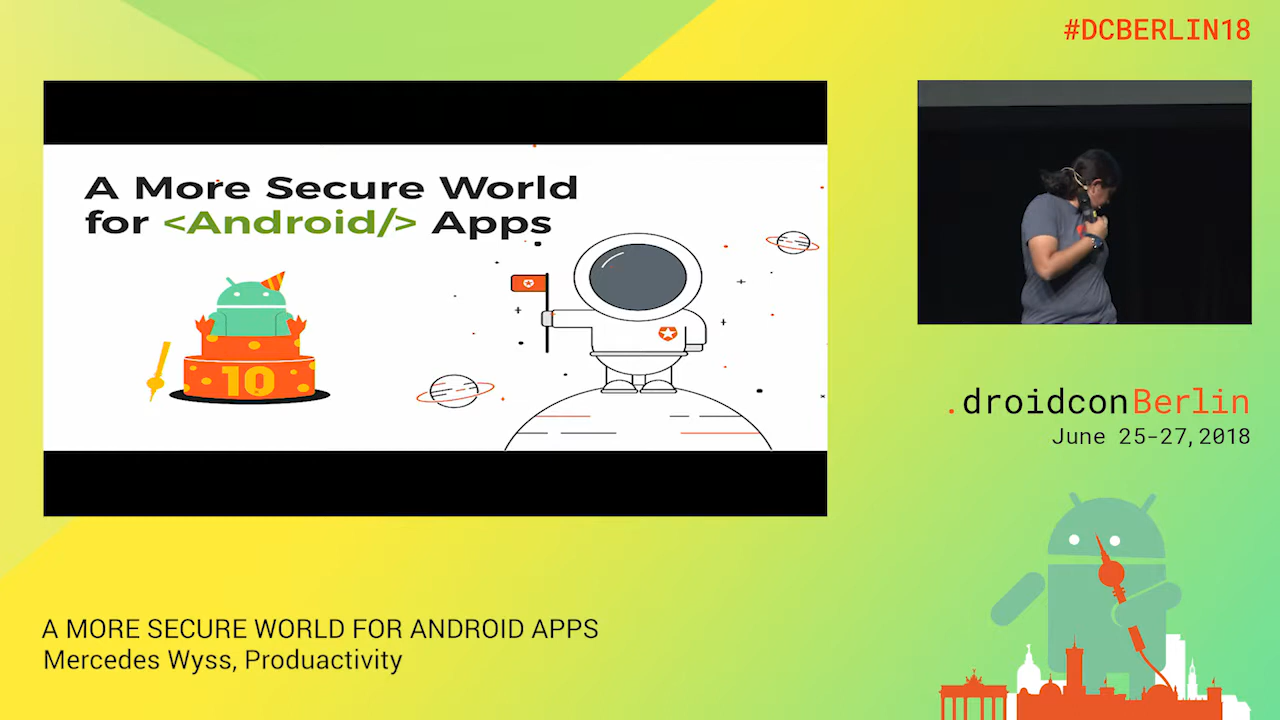 #DCBERLIN18
A More Secure World
for <Android/> Apps
10
.droidconBerlin
June 25-27, 2018
A MORE SECURE WORLD FOR ANDROID APPS
Mercedes Wyss, Produactivity